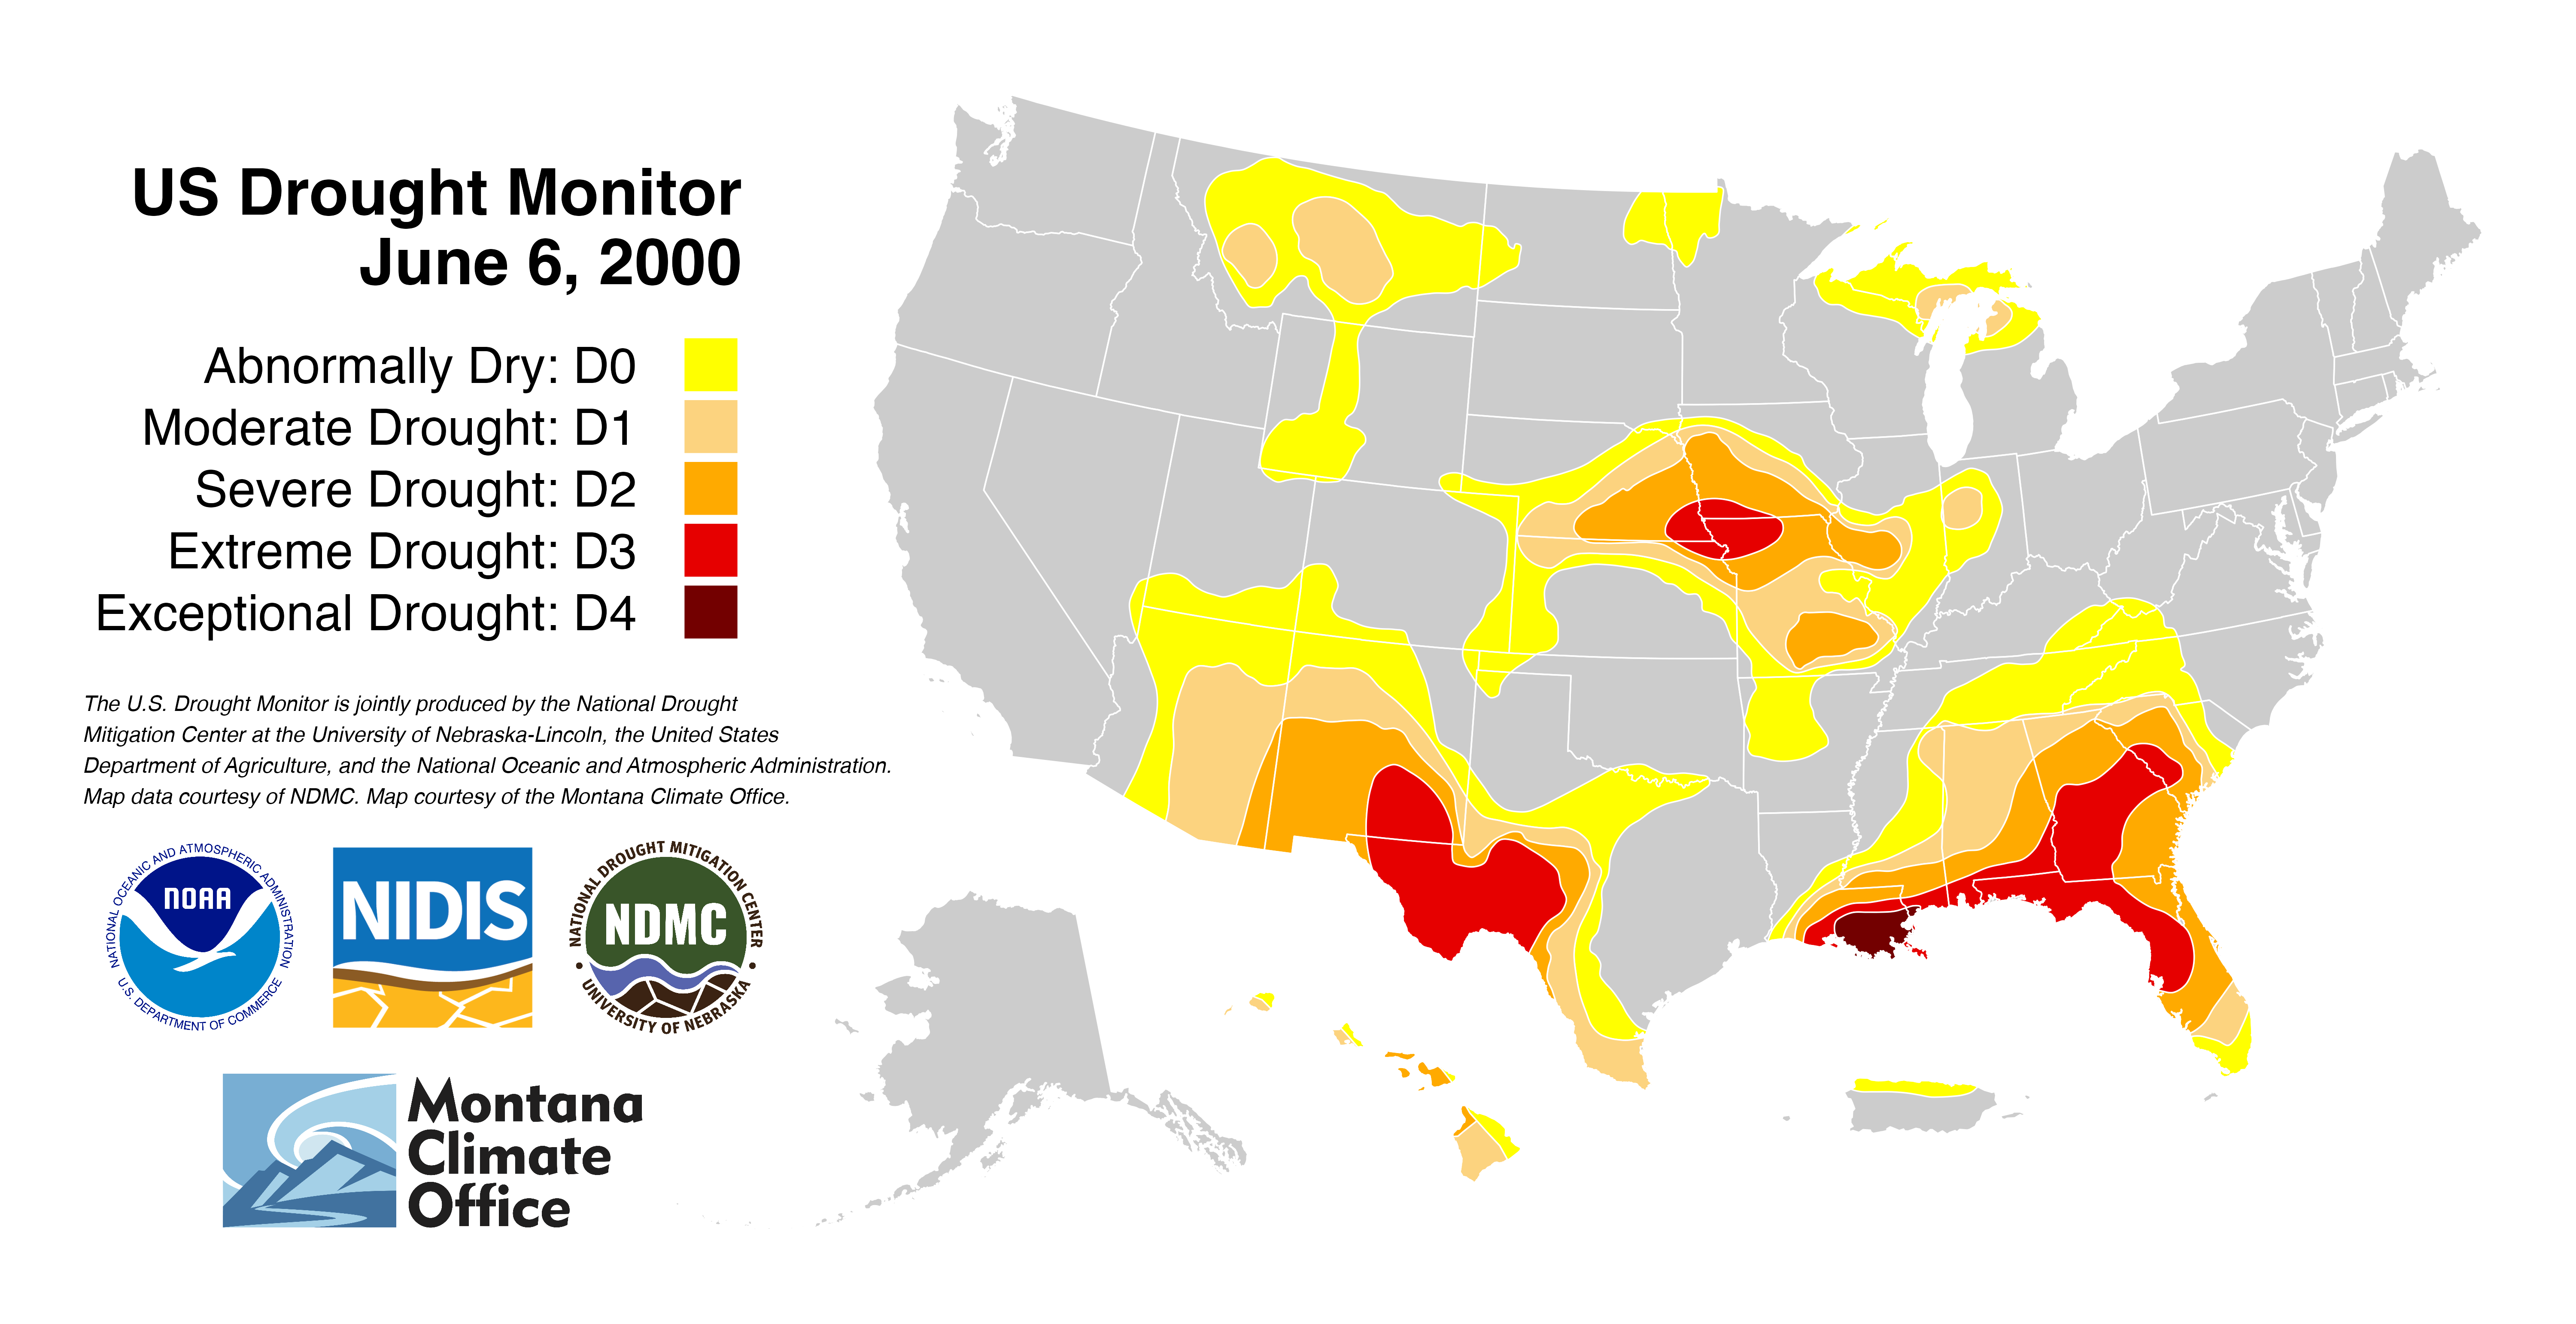 US Drought Monitor
June 6, 2000
Abnormally Dry: D0
Moderate Drought: D1
Severe Drought: D2
Extreme Drought: D3
Exceptional Drought: D4
The U.S. Drought Monitor is jointly produced by the National Drought
Mitigation Center at the University of Nebraska-Lincoln, the United States
Department of Agriculture, and the National Oceanic and Atmospheric Administration.
Map data courtesy of NDMC. Map courtesy of the Montana Climate Office.
NATIONAL OCEANIC AND ATMOSPHERIC ADMINISTRATION
NOAA
U.S. DEPARTMENT OF COMMERCE
NIDIS
NATIONAL DROUGHT MITIGATION CENTER
NDMC
UNIVERSITY OF NEBRASKA
Montana
Climate
Office